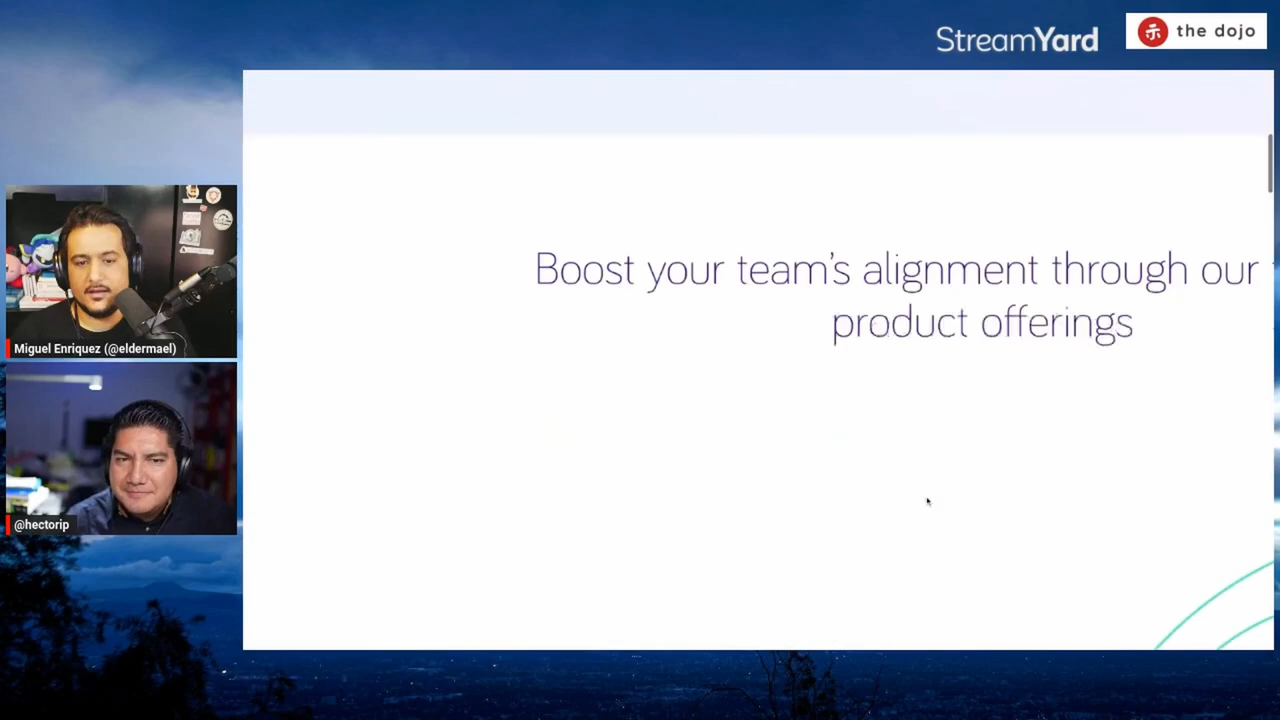 StreamYard
the dojo
Boost your team's alignment through our
product offerings
Miguel Enriquez (@eldermael)
@hectorip